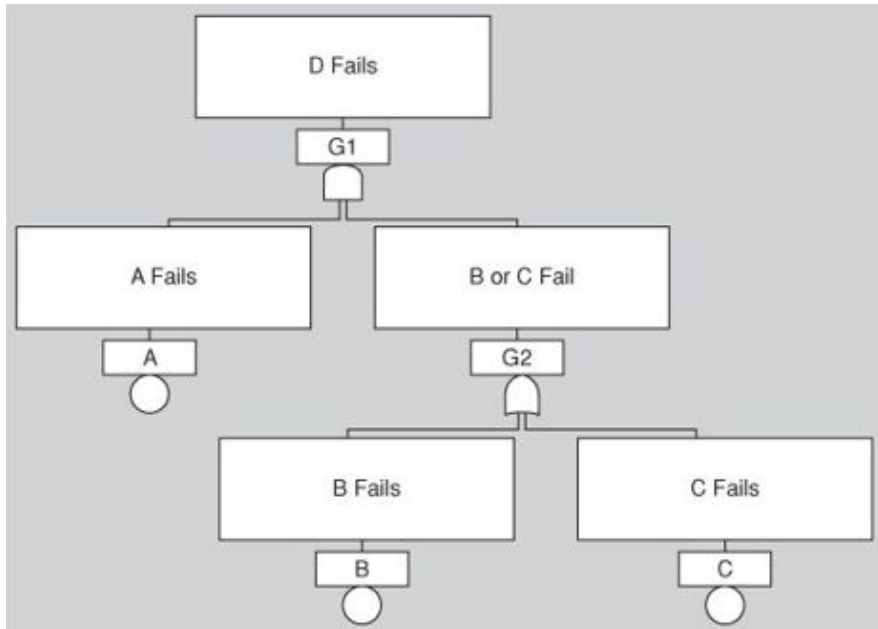 D Fails
G1
A Fails
B or C Fail
A
G2
B Fails
C Fails
B
C